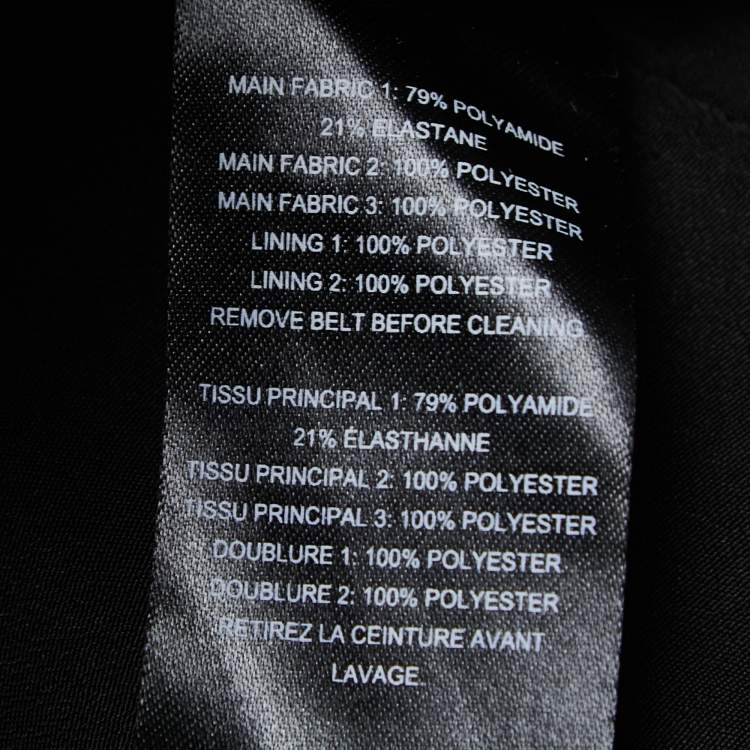 MAIN FABRIC 1: 79% POLYAMIDE
21% ELASTANE
MAIN FABRIC 2: 100% POLYESTER
MAIN FABRIC 3: 100% POLYESTER
LINING 1: 100% POLYESTER
LINING 2: 100% POLYESTER
REMOVE BELT BEFORE CLEANING
TISSU PRINCIPAL 1: 79% POLYAMIDE
21% ÉLASTHANNE
TISSU PRINCIPAL 2: 100% POLYESTER
TISSU PRINCIPAL 3: 100% POLYESTER
DOUBLURE 1: 100% POLYESTER
DOUBLURE 2: 100% POLYESTER
RETIREZ LA CEINTURE AVANT
LAVAGE.